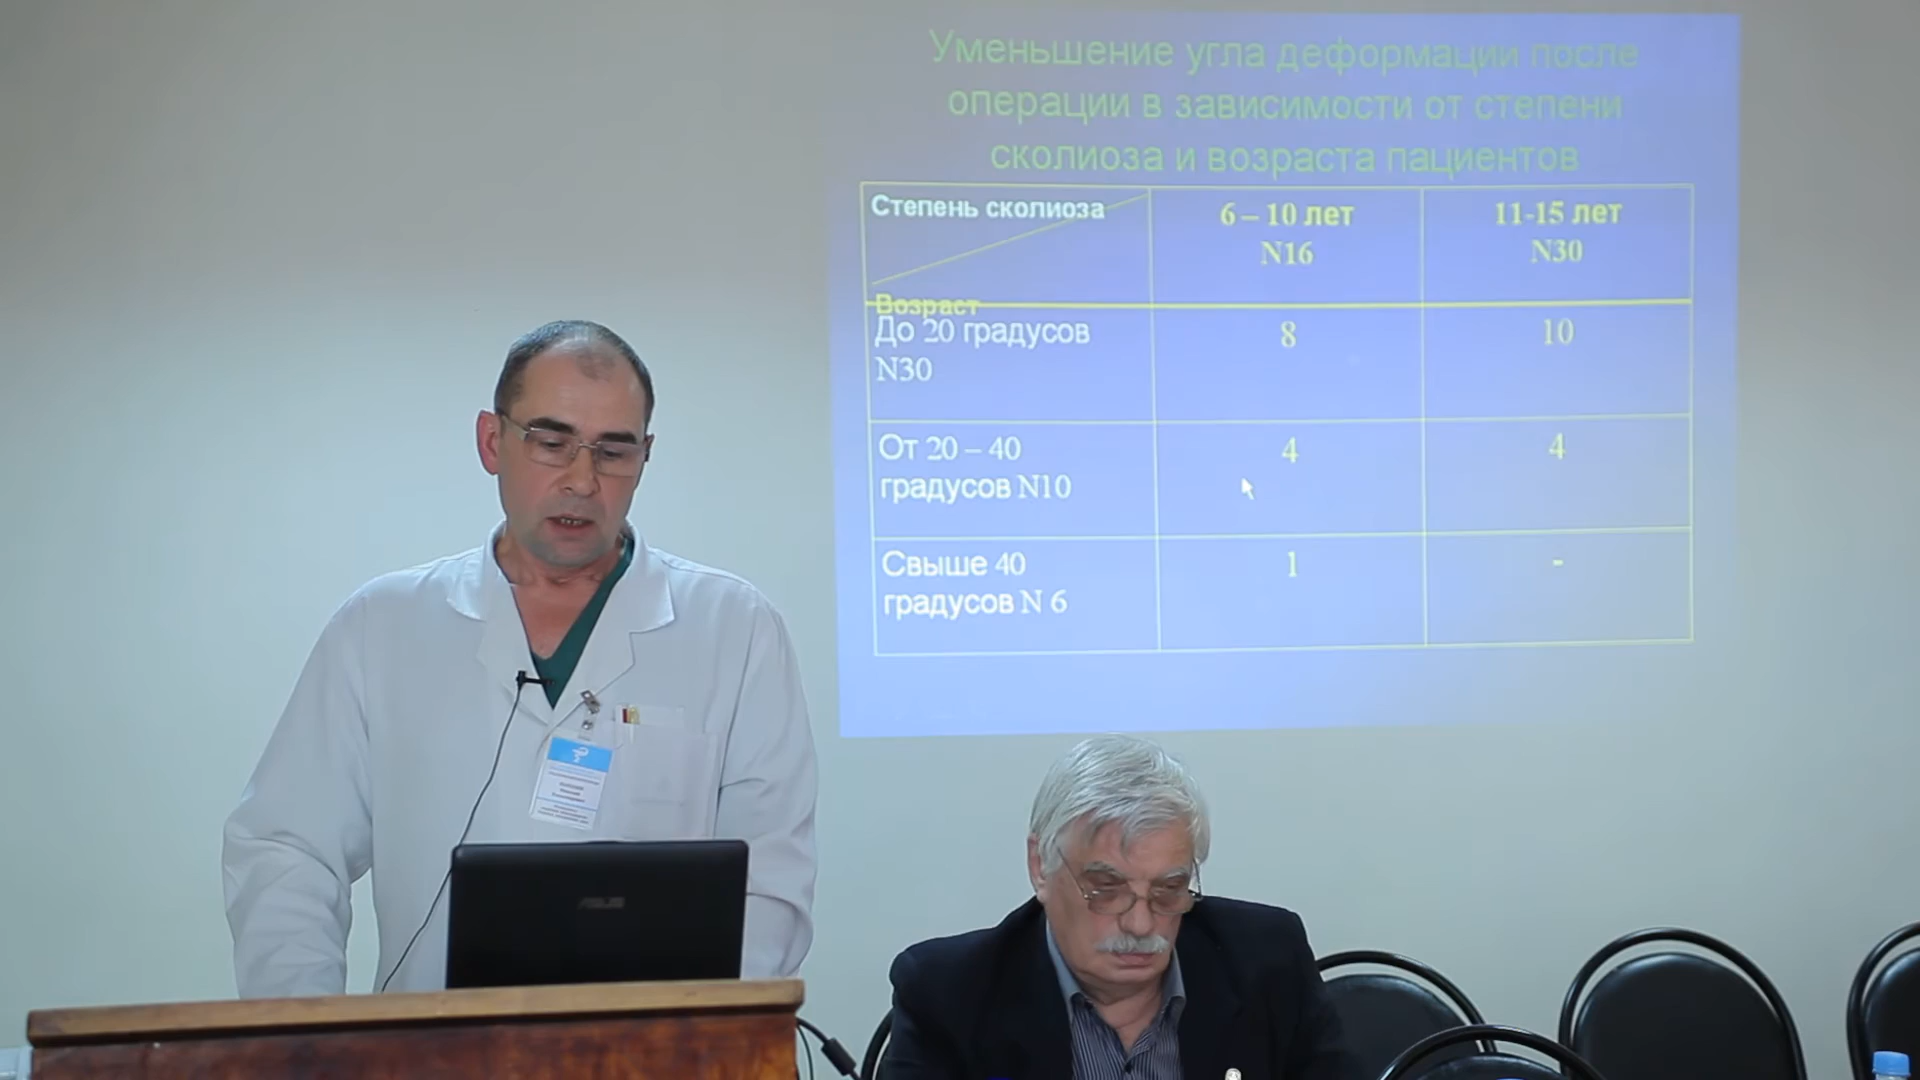 Уменьшение угла деформации после
операции в зависимости от степени
сколиоза и возраста пациентов
Степень сколиоза
Возраст
6 – 10 лет
N16
11-15 лет
N30
До 20 градусов
N30
8
10
От 20 – 40
градусов N10
4
4
Свыше 40
градусов N 6
1
-
ASUS